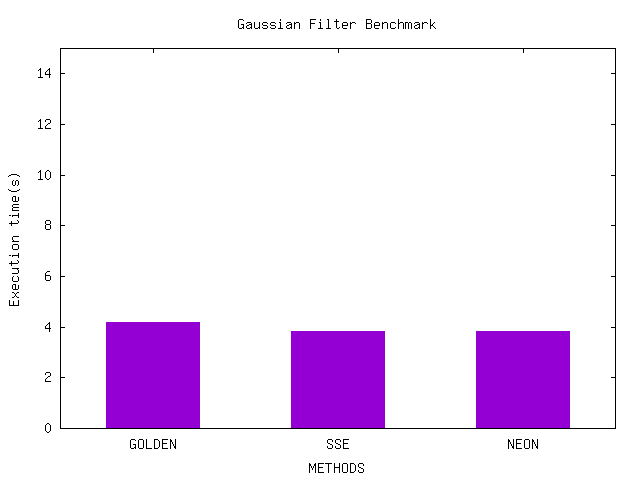 Gaussian Filter Benchmark
14
12
10
8
6
4
2
0
Execution time(s)
GOLDEN SSE NEON
METHODS